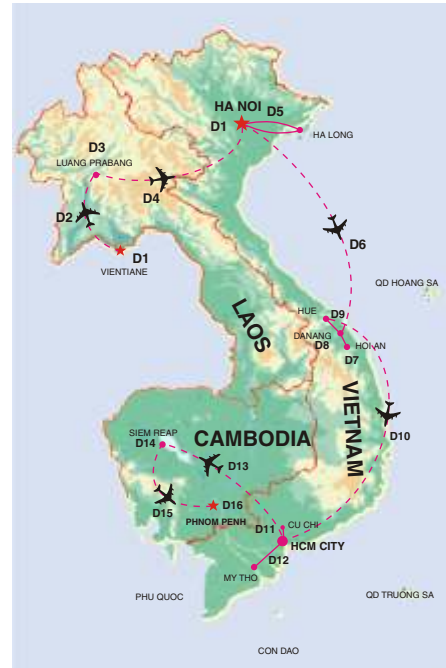 HA NOI
D5
D1
HA LONG
D3
LUANG PRABANG
D4
D2
D1
VIENTIANE
D6
QD HOANG SA
HUE
D9
DANANG
D8
HOI AN
D7
LAOS
VIETNAM
D10
SIEM REAP
D14
CAMBODIA
D13
D15
D16
PHNOM PENH
D11
CU CHI
HCM CITY
D12
MY THO
PHU QUOC
QD TRUONG SA
CON DAO